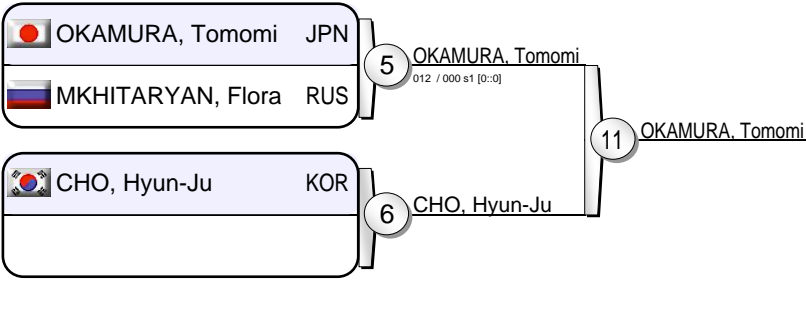 OKAMURA, Tomomi JPN
MKHITARYAN, Flora RUS
5
OKAMURA, Tomomi
012 / 000 s1 [0::0]
CHO, Hyun-Ju KOR
6
CHO, Hyun-Ju
11
OKAMURA, Tomomi